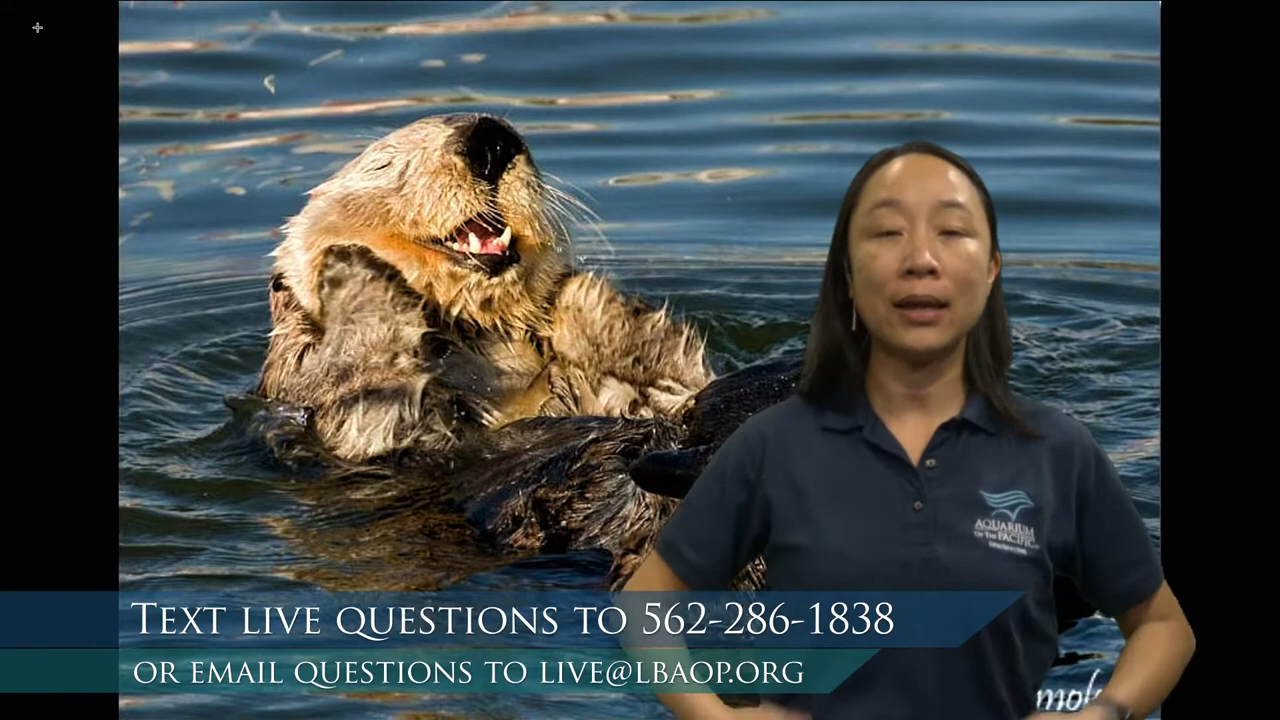 AQUARIUM
OF THE PACIFIC
TEXT LIVE QUESTIONS TO 562-286-1838
OR EMAIL QUESTIONS TO LIVE@LBAOP.ORG